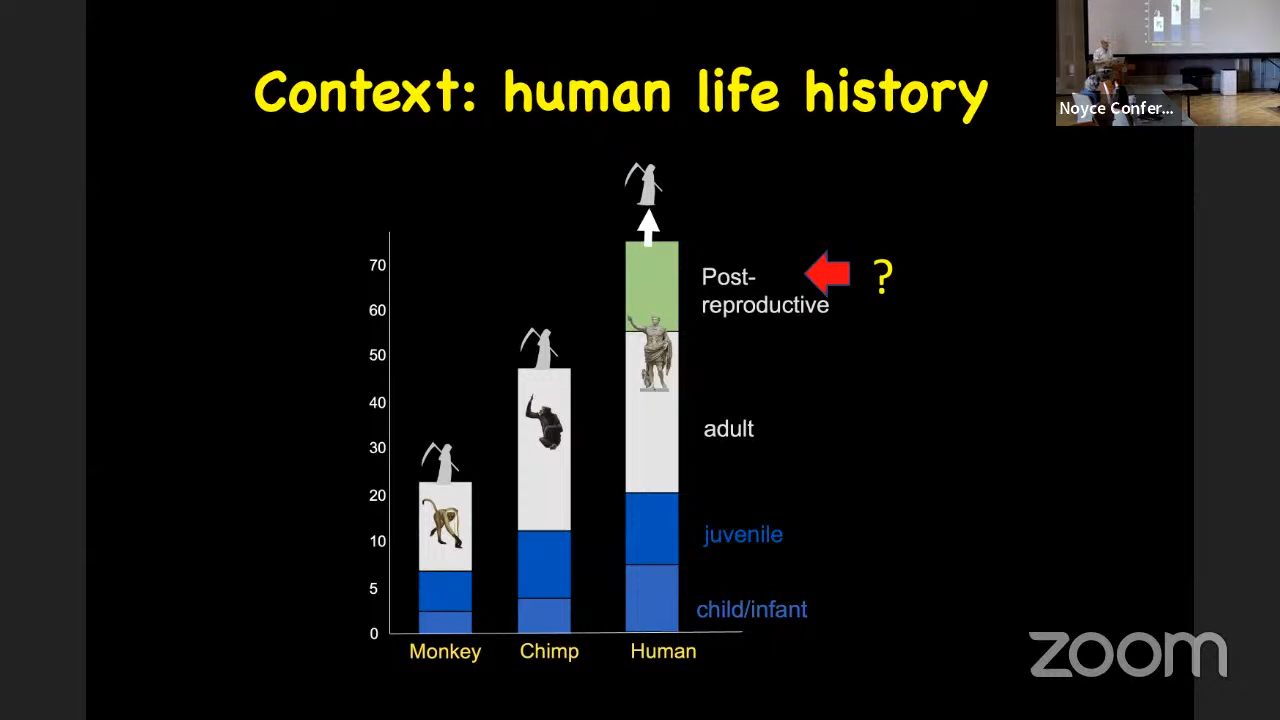 Context: human life history
Noyce Confer...
70
60
50
40
30
20
10
5
0
Post-
reproductive
?
adult
juvenile
child/infant
Monkey
Chimp
Human
zoom